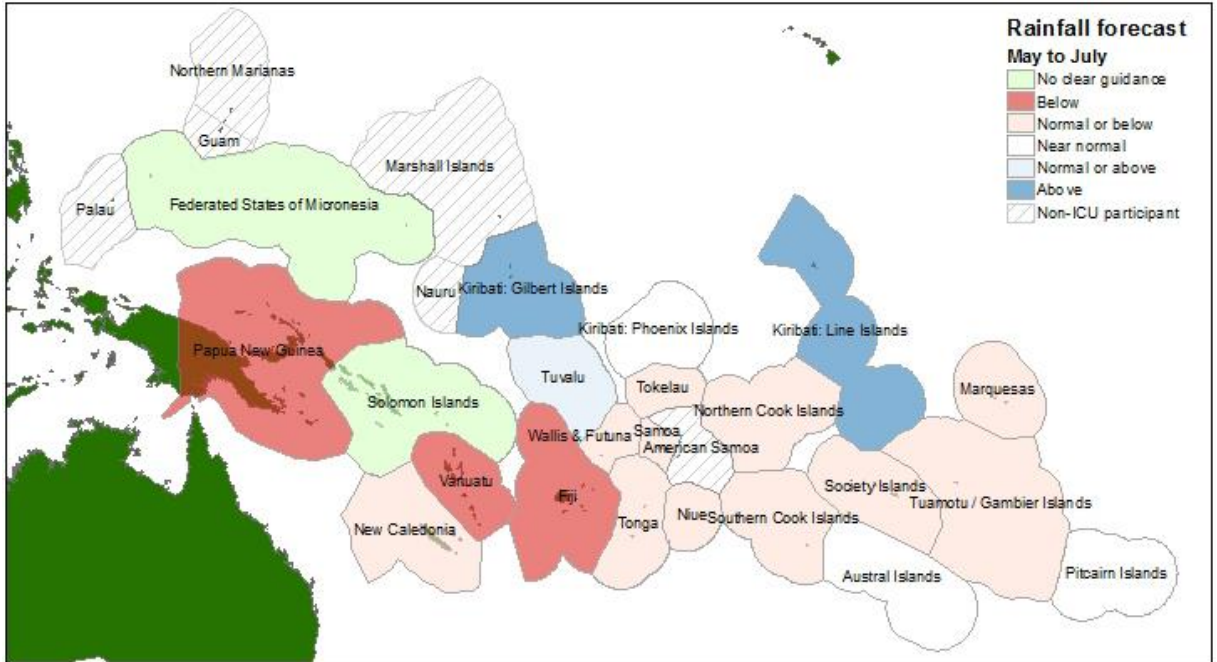 Rainfall forecast
May to July
No clear guidance
Below
Normal or below
Near normal
Normal or above
Above
Non-ICU participant
Northern Marianas
Guam
Marshall Islands
Palau
Federated States of Micronesia
Nauru
Kiribati: Gilbert Islands
Kiribati: Phoenix Islands
Kiribati: Line Islands
Papua New Guinea
Tuvalu
Tokelau
Marquesas
Solomon Islands
Northern Cook Islands
Wallis & Futuna
Samoa
American Samoa
Vanuatu
Fiji
Society Islands
Tuamotu / Gambier Islands
New Caledonia
Tonga
Niue
Southern Cook Islands
Austral Islands
Pitcairn Islands